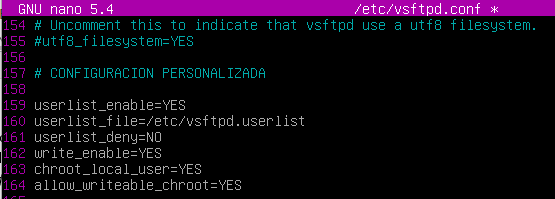 GNU nano 5.4 /etc/vsftpd.conf *
154 # Uncomment this to indicate that vsftpd use a utf8 filesystem.
155 #utf8_filesystem=YES
156
157 # CONFIGURACION PERSONALIZADA
158
159 userlist_enable=YES
160 userlist_file=/etc/vsftpd.userlist
161 userlist_deny=NO
162 write_enable=YES
163 chroot_local_user=YES
164 allow_writeable_chroot=YES
165